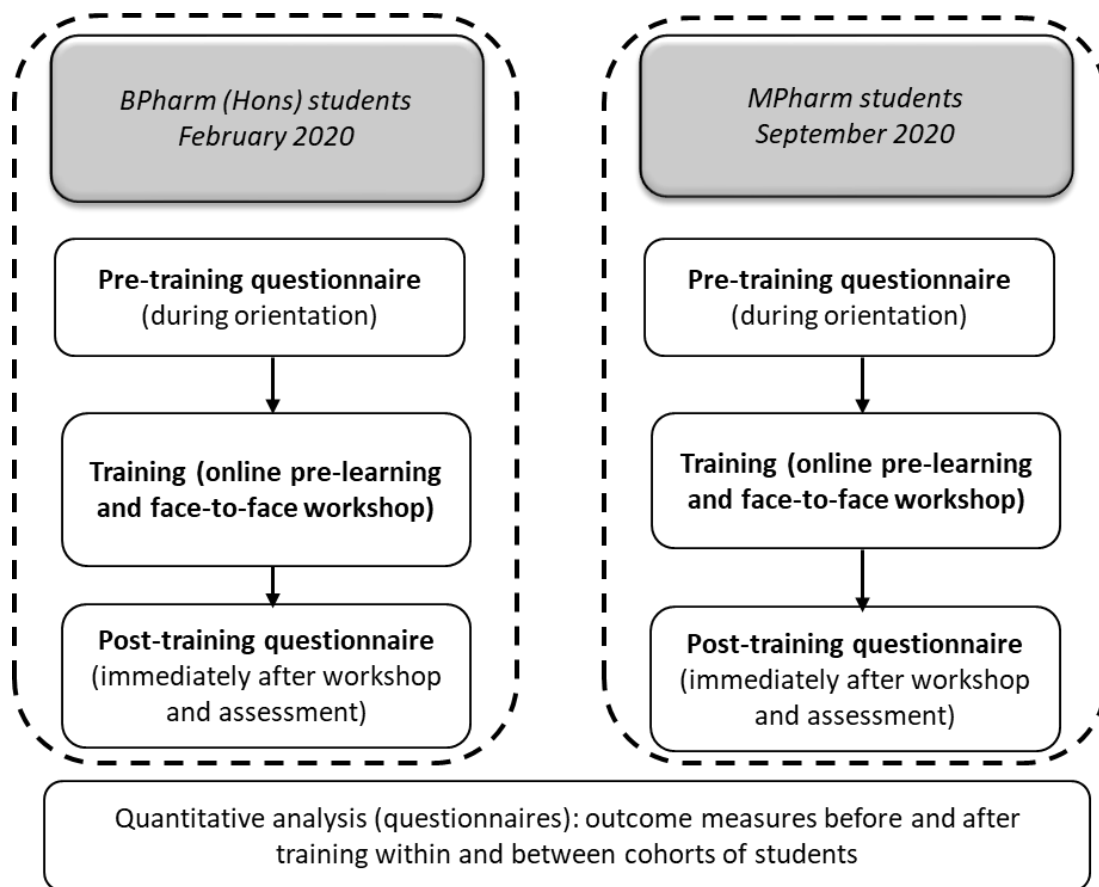 BPharm (Hons) students
February 2020
Pre-training questionnaire
(during orientation)
Training (online pre-learning
and face-to-face workshop)
Post-training questionnaire
(immediately after workshop
and assessment)
MPharm students
September 2020
Pre-training questionnaire
(during orientation)
Training (online pre-learning
and face-to-face workshop)
Post-training questionnaire
(immediately after workshop
and assessment)
Quantitative analysis (questionnaires): outcome measures before and after
training within and between cohorts of students